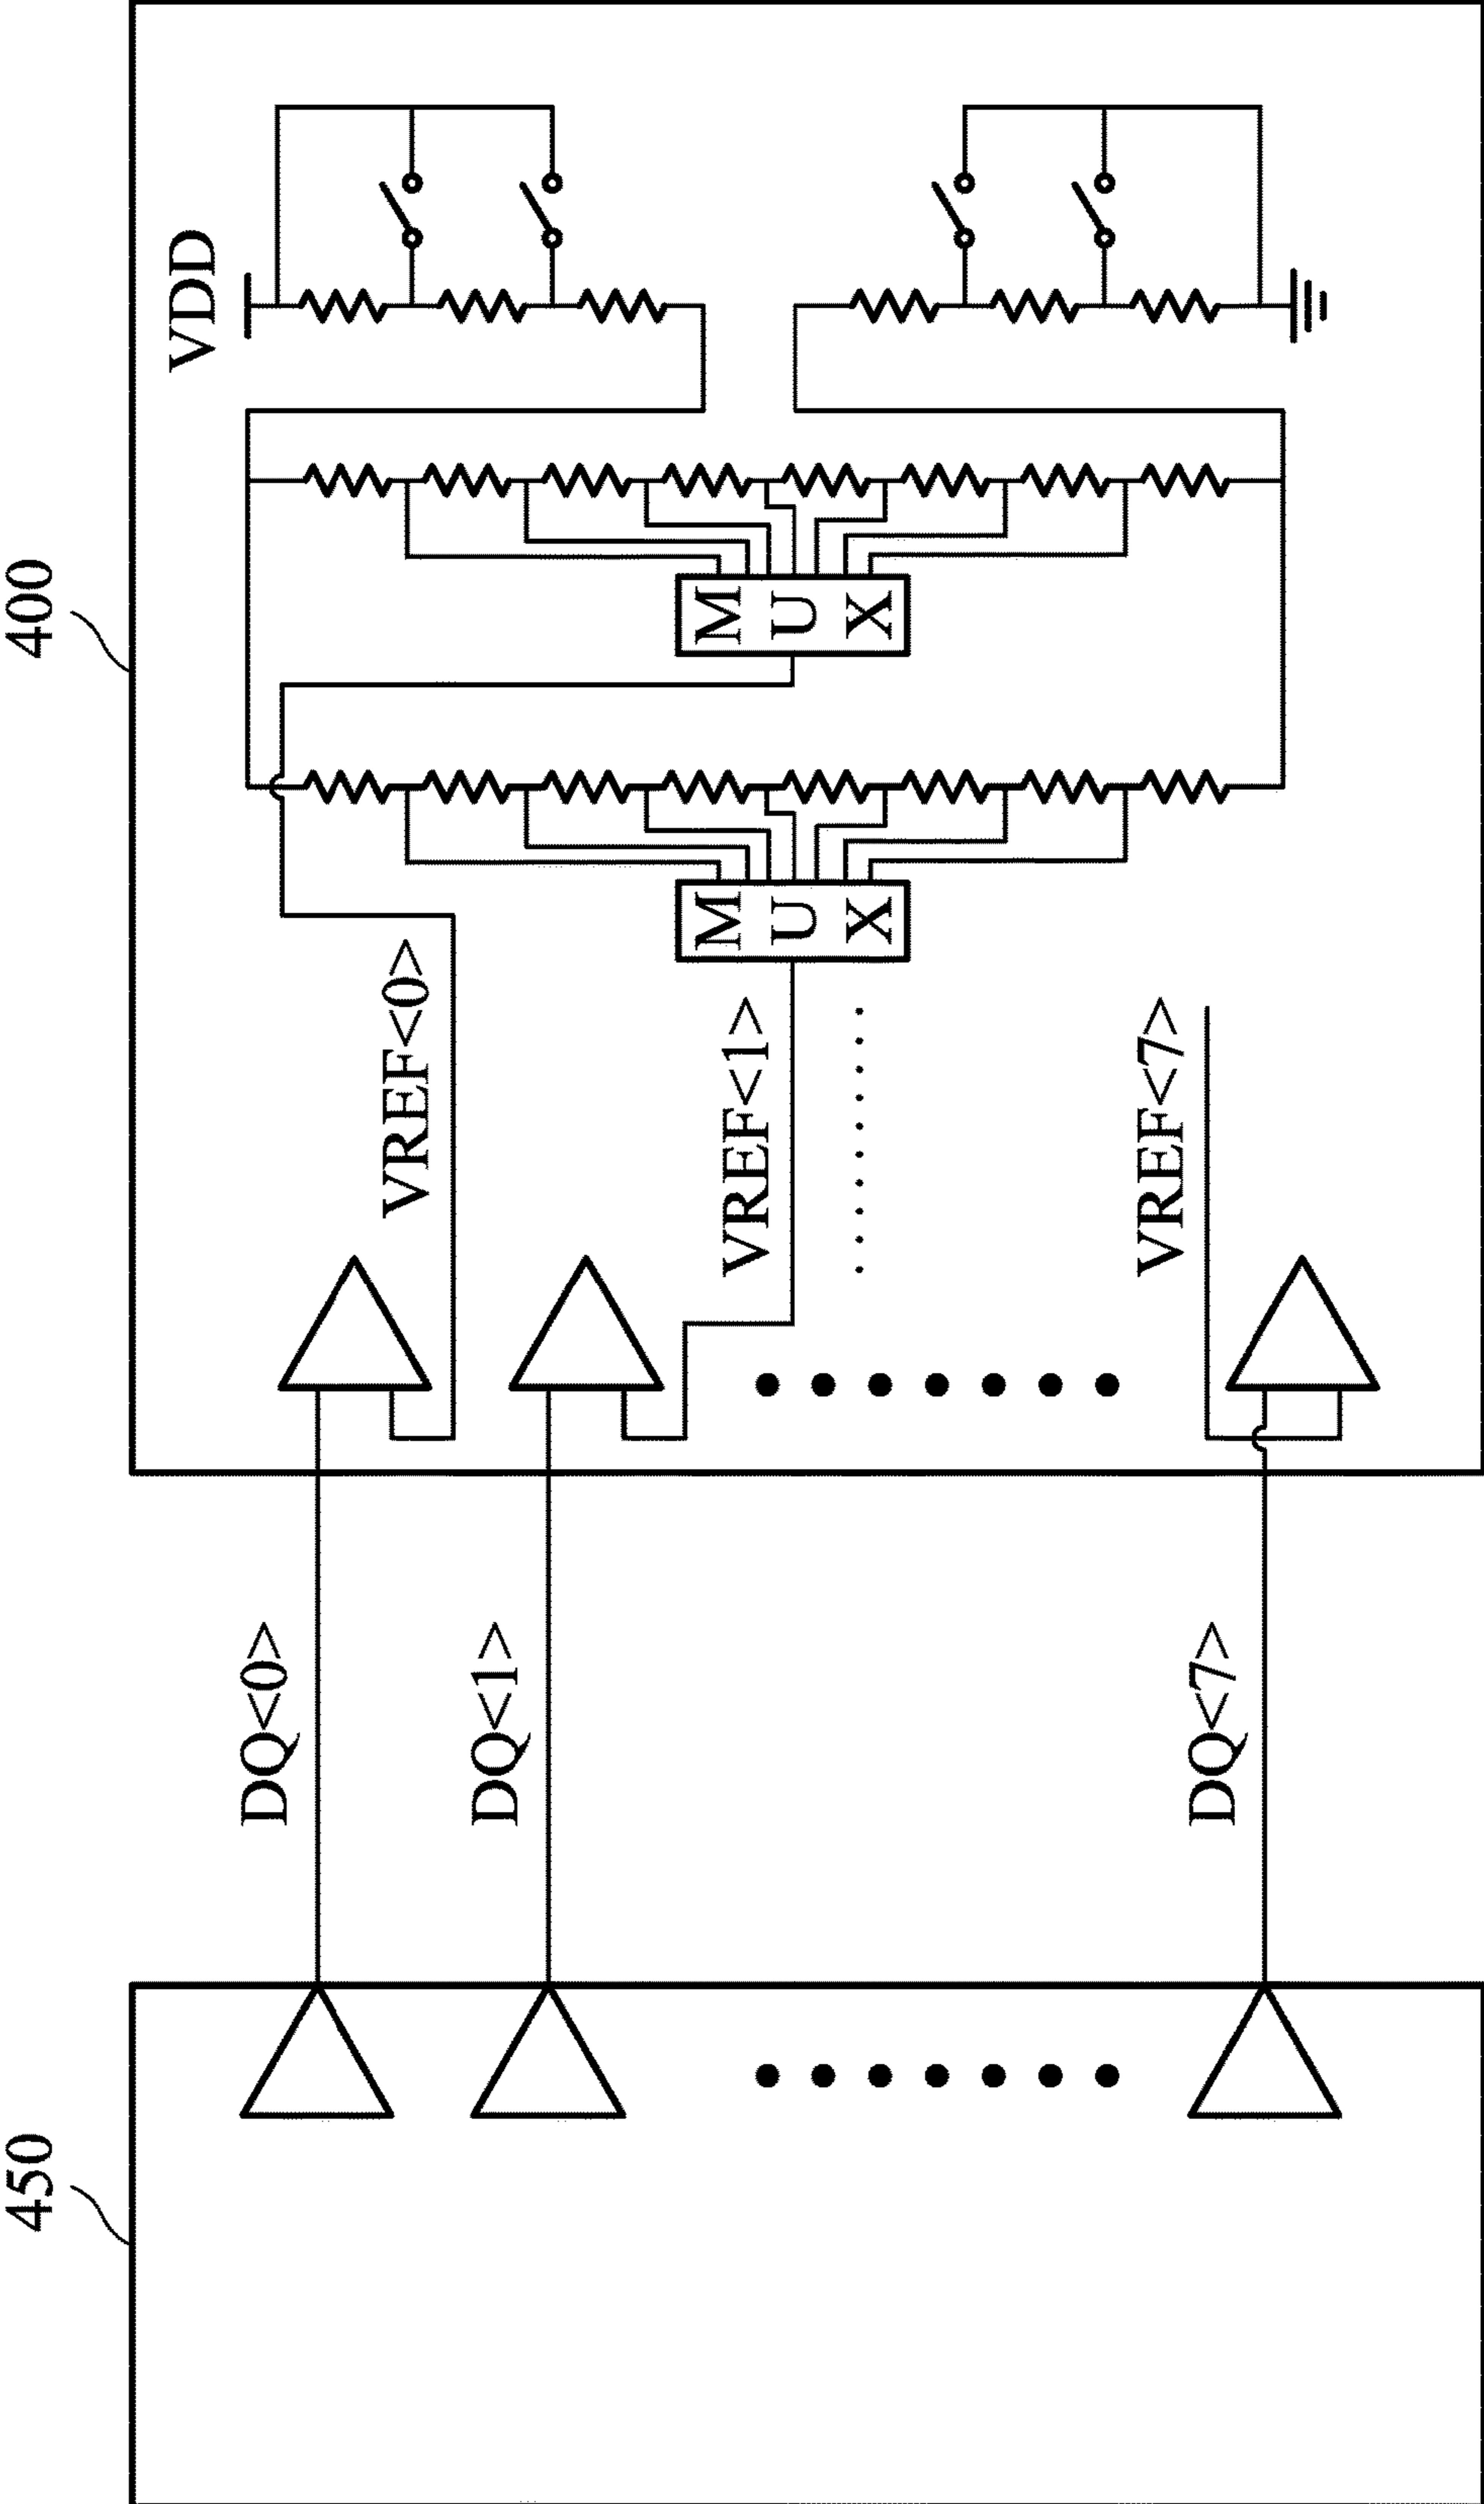 450
400
DQ<0>
DQ<1>
DQ<7>
VREF<0>
VREF<1>
VREF<7>
MUX
MUX
VDD